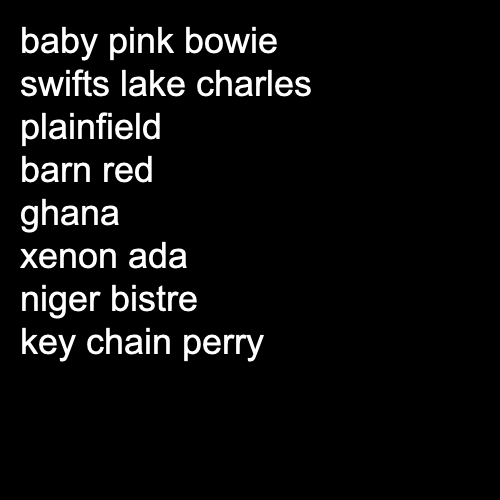 baby pink bowie
swifts lake charles
plainfield
barn red
ghana
xenon ada
niger bistre
key chain perry